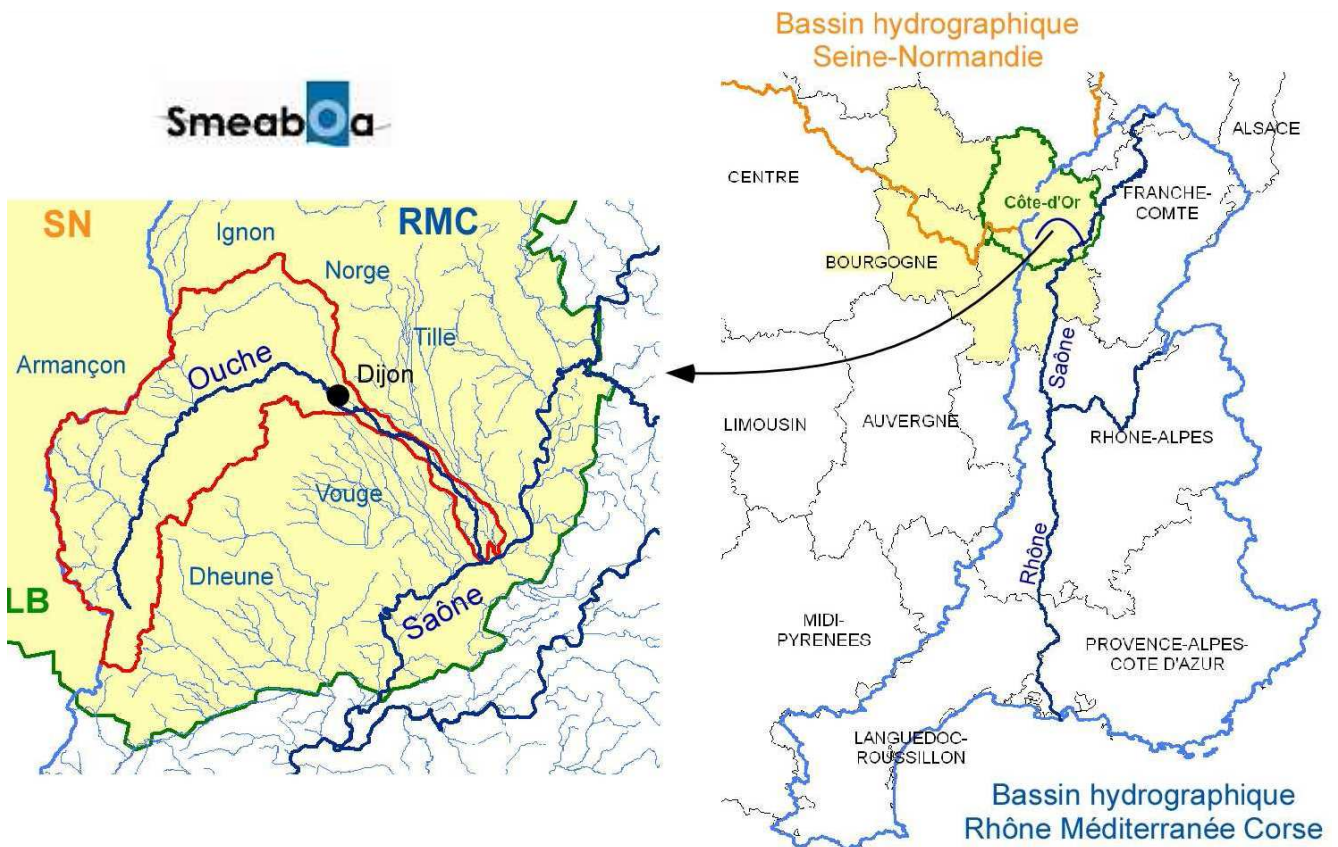 Smeaboa
SN
RMC
Ignon
Norge
Tille
Armançon
Ouche
Dijon
Vouge
Dheune
LB
Saône
Bassin hydrographique
Seine-Normandie
ALSACE
CENTRE
FRANCHE-
COMTE
Côte-d'Or
BOURGOGNE
Saône
LIMOUSIN
AUVERGNE
RHONE-ALPES
Rhône
MIDI-
PYRENEES
PROVENCE-ALPES-
COTE D'AZUR
LANGUEDOC-
ROUSSILLON
Bassin hydrographique
Rhône Méditerranée Corse